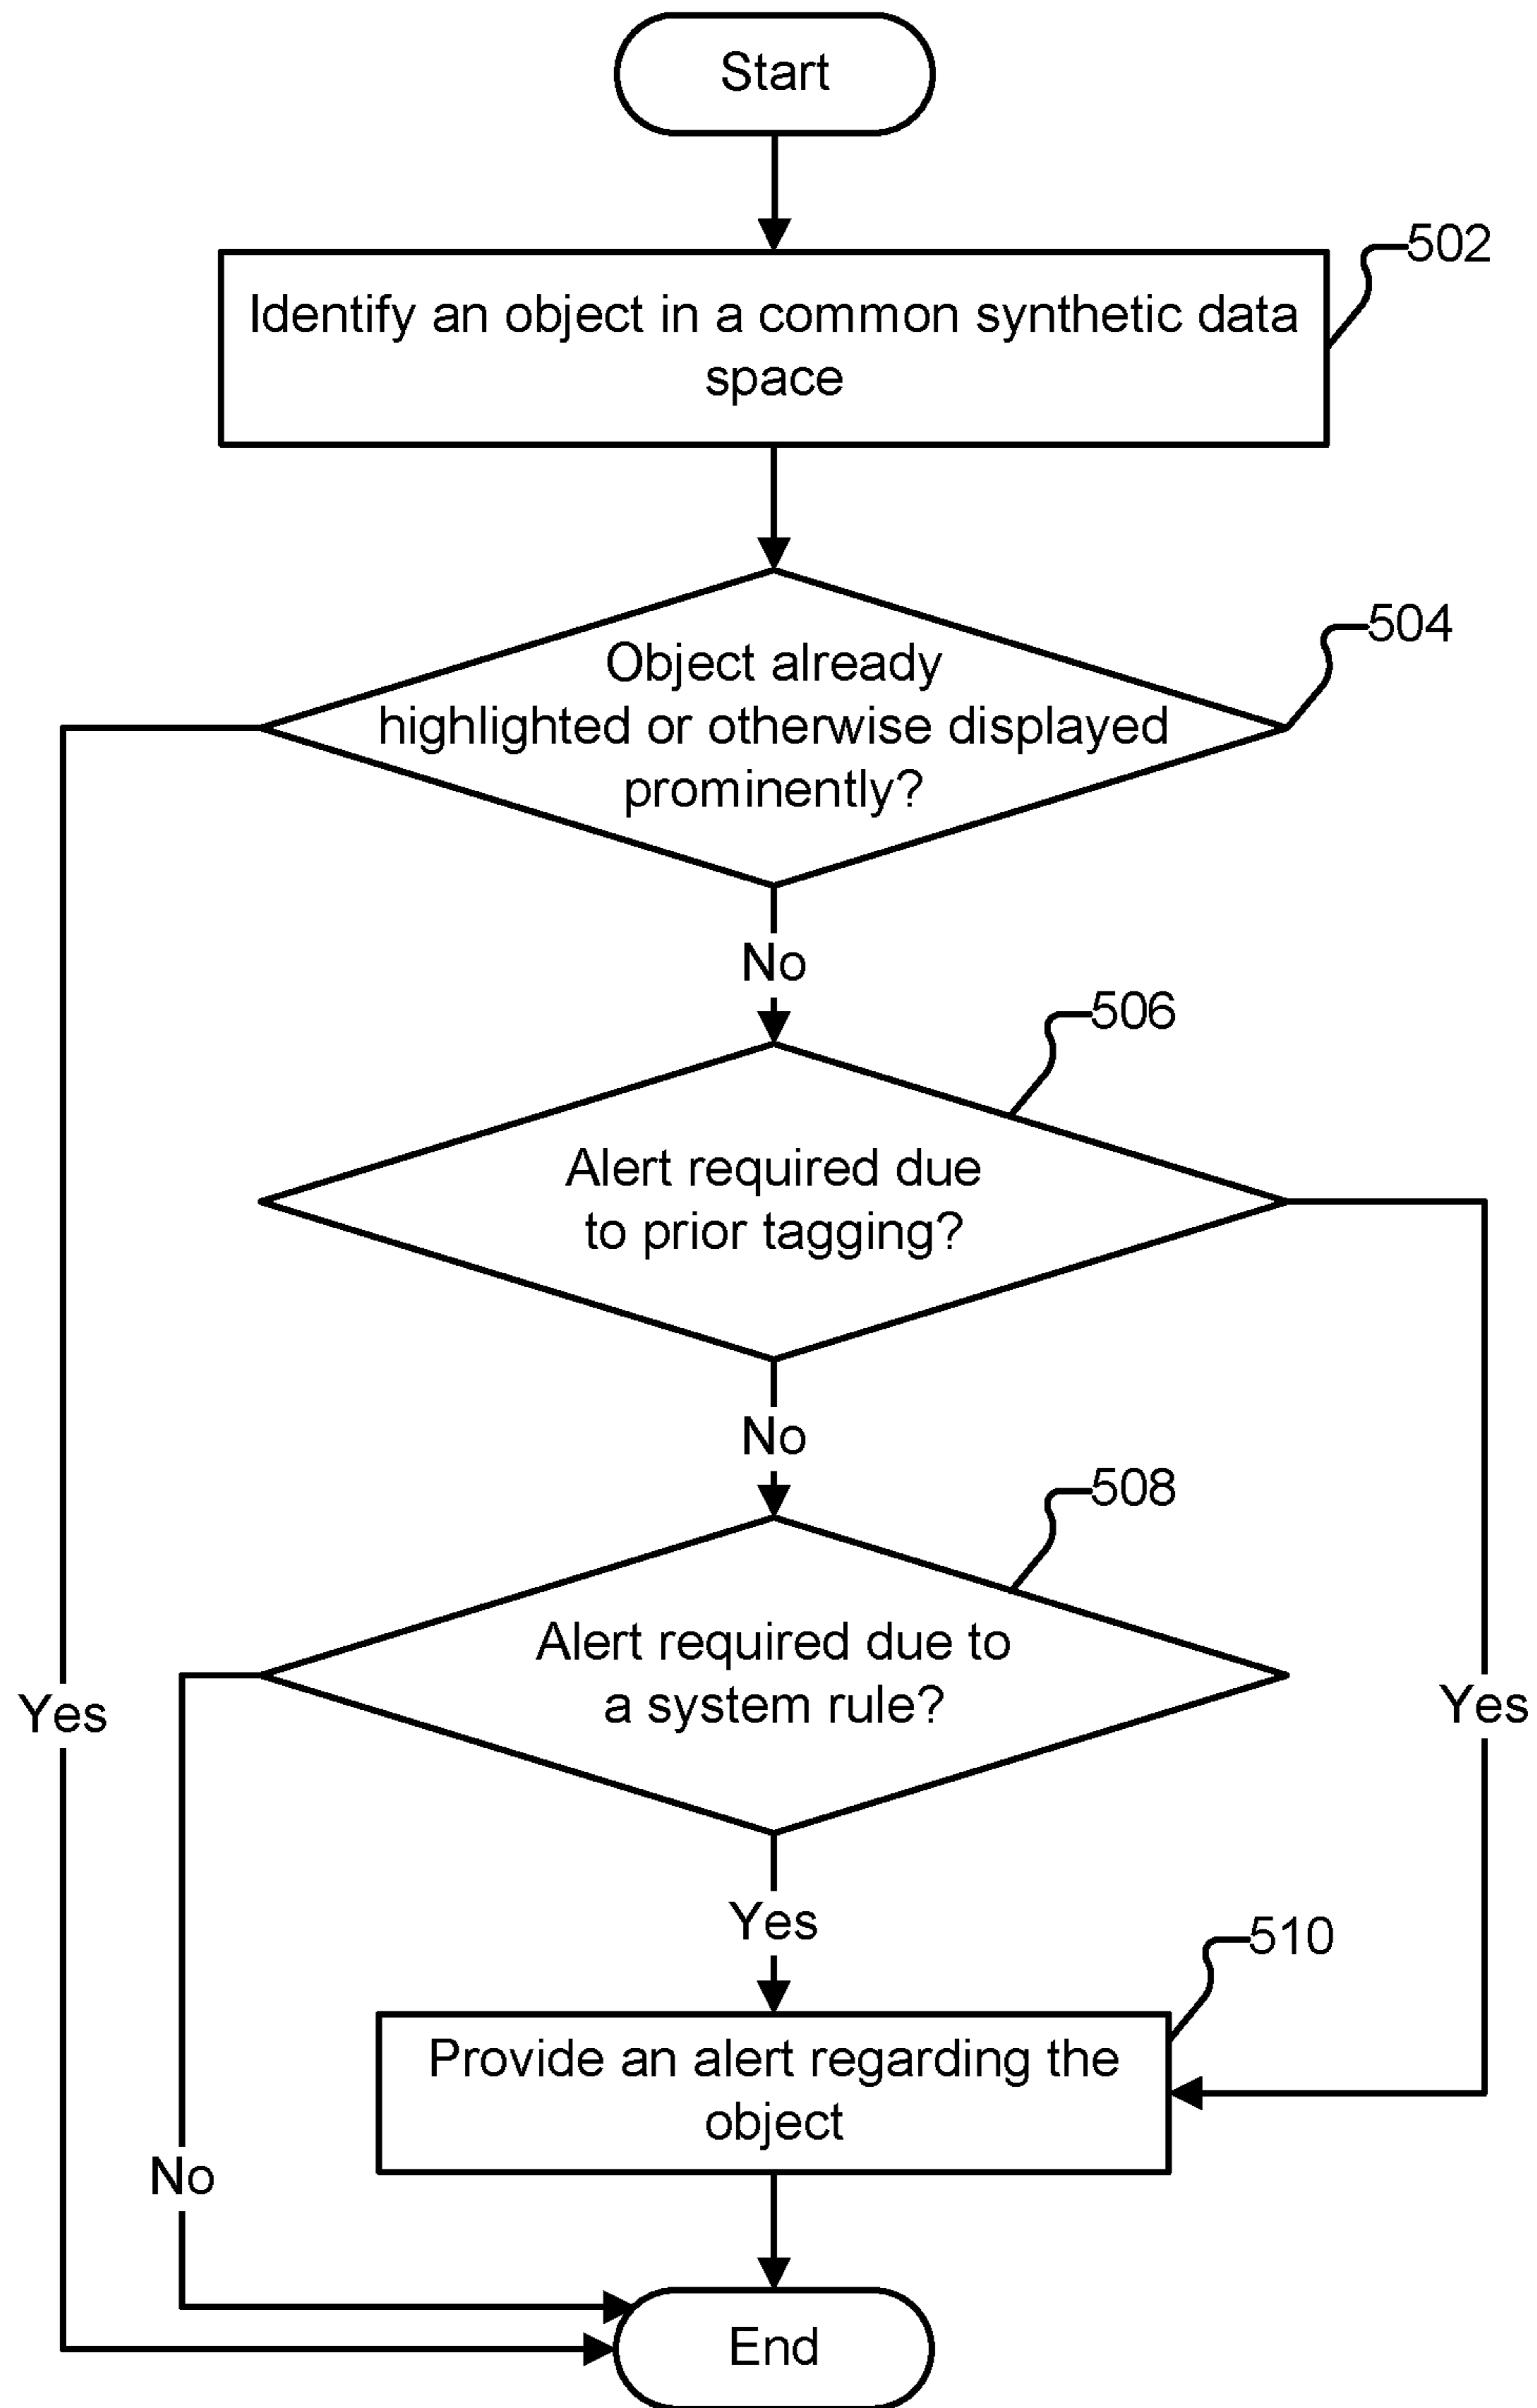 Start
502
Identify an object in a common synthetic data
space
504
Object already
highlighted or otherwise displayed
prominently?
No
506
Alert required due
to prior tagging?
No
508
Alert required due to
a system rule?
Yes
Yes
Yes
510
Provide an alert regarding the
object
No
End